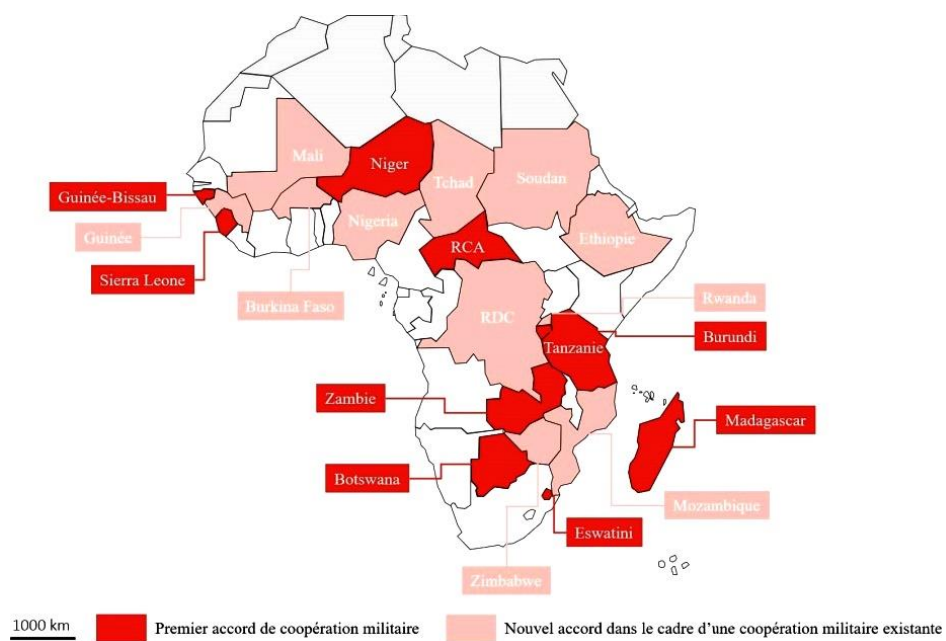 Mali
Niger
Tchad
Soudan
Guinée-Bissau
Nigeria
Guinée
Ethiopie
RCA
Sierra Leone
Burkina Faso
Rwanda
RDC
Burundi
Tanzanie
Zambie
Madagascar
Botswana
Mozambique
Eswatini
Zimbabwe
1000 km
Premier accord de coopération militaire
Nouvel accord dans le cadre d'une coopération militaire existante